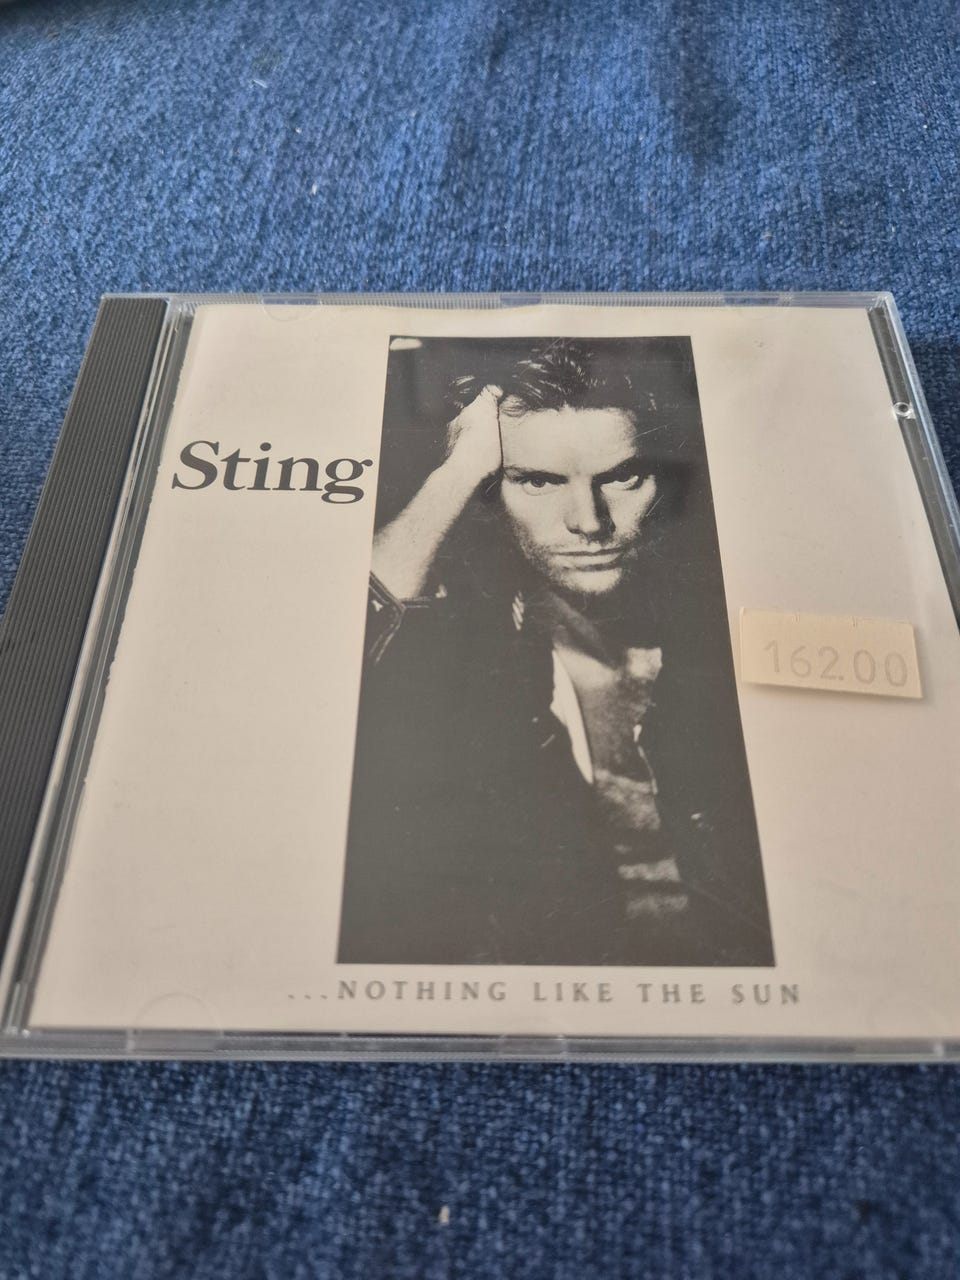 Sting
162.00
...NOTHING LIKE THE SUN